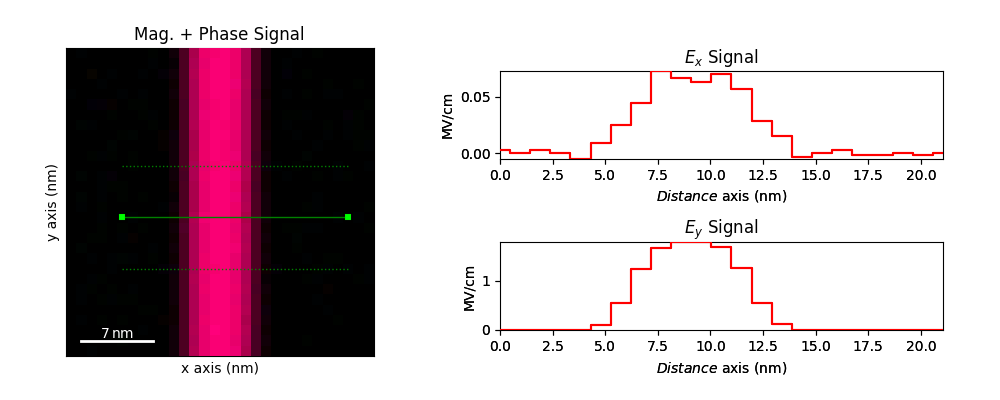 Mag. + Phase Signal
y axis (nm)
7 nm
x axis (nm)
Eₓ Signal
MV/cm
0.05
0.00
0.0 2.5 5.0 7.5 10.0 12.5 15.0 17.5 20.0
Distance axis (nm)
E_y Signal
MV/cm
1
0
0.0 2.5 5.0 7.5 10.0 12.5 15.0 17.5 20.0
Distance axis (nm)